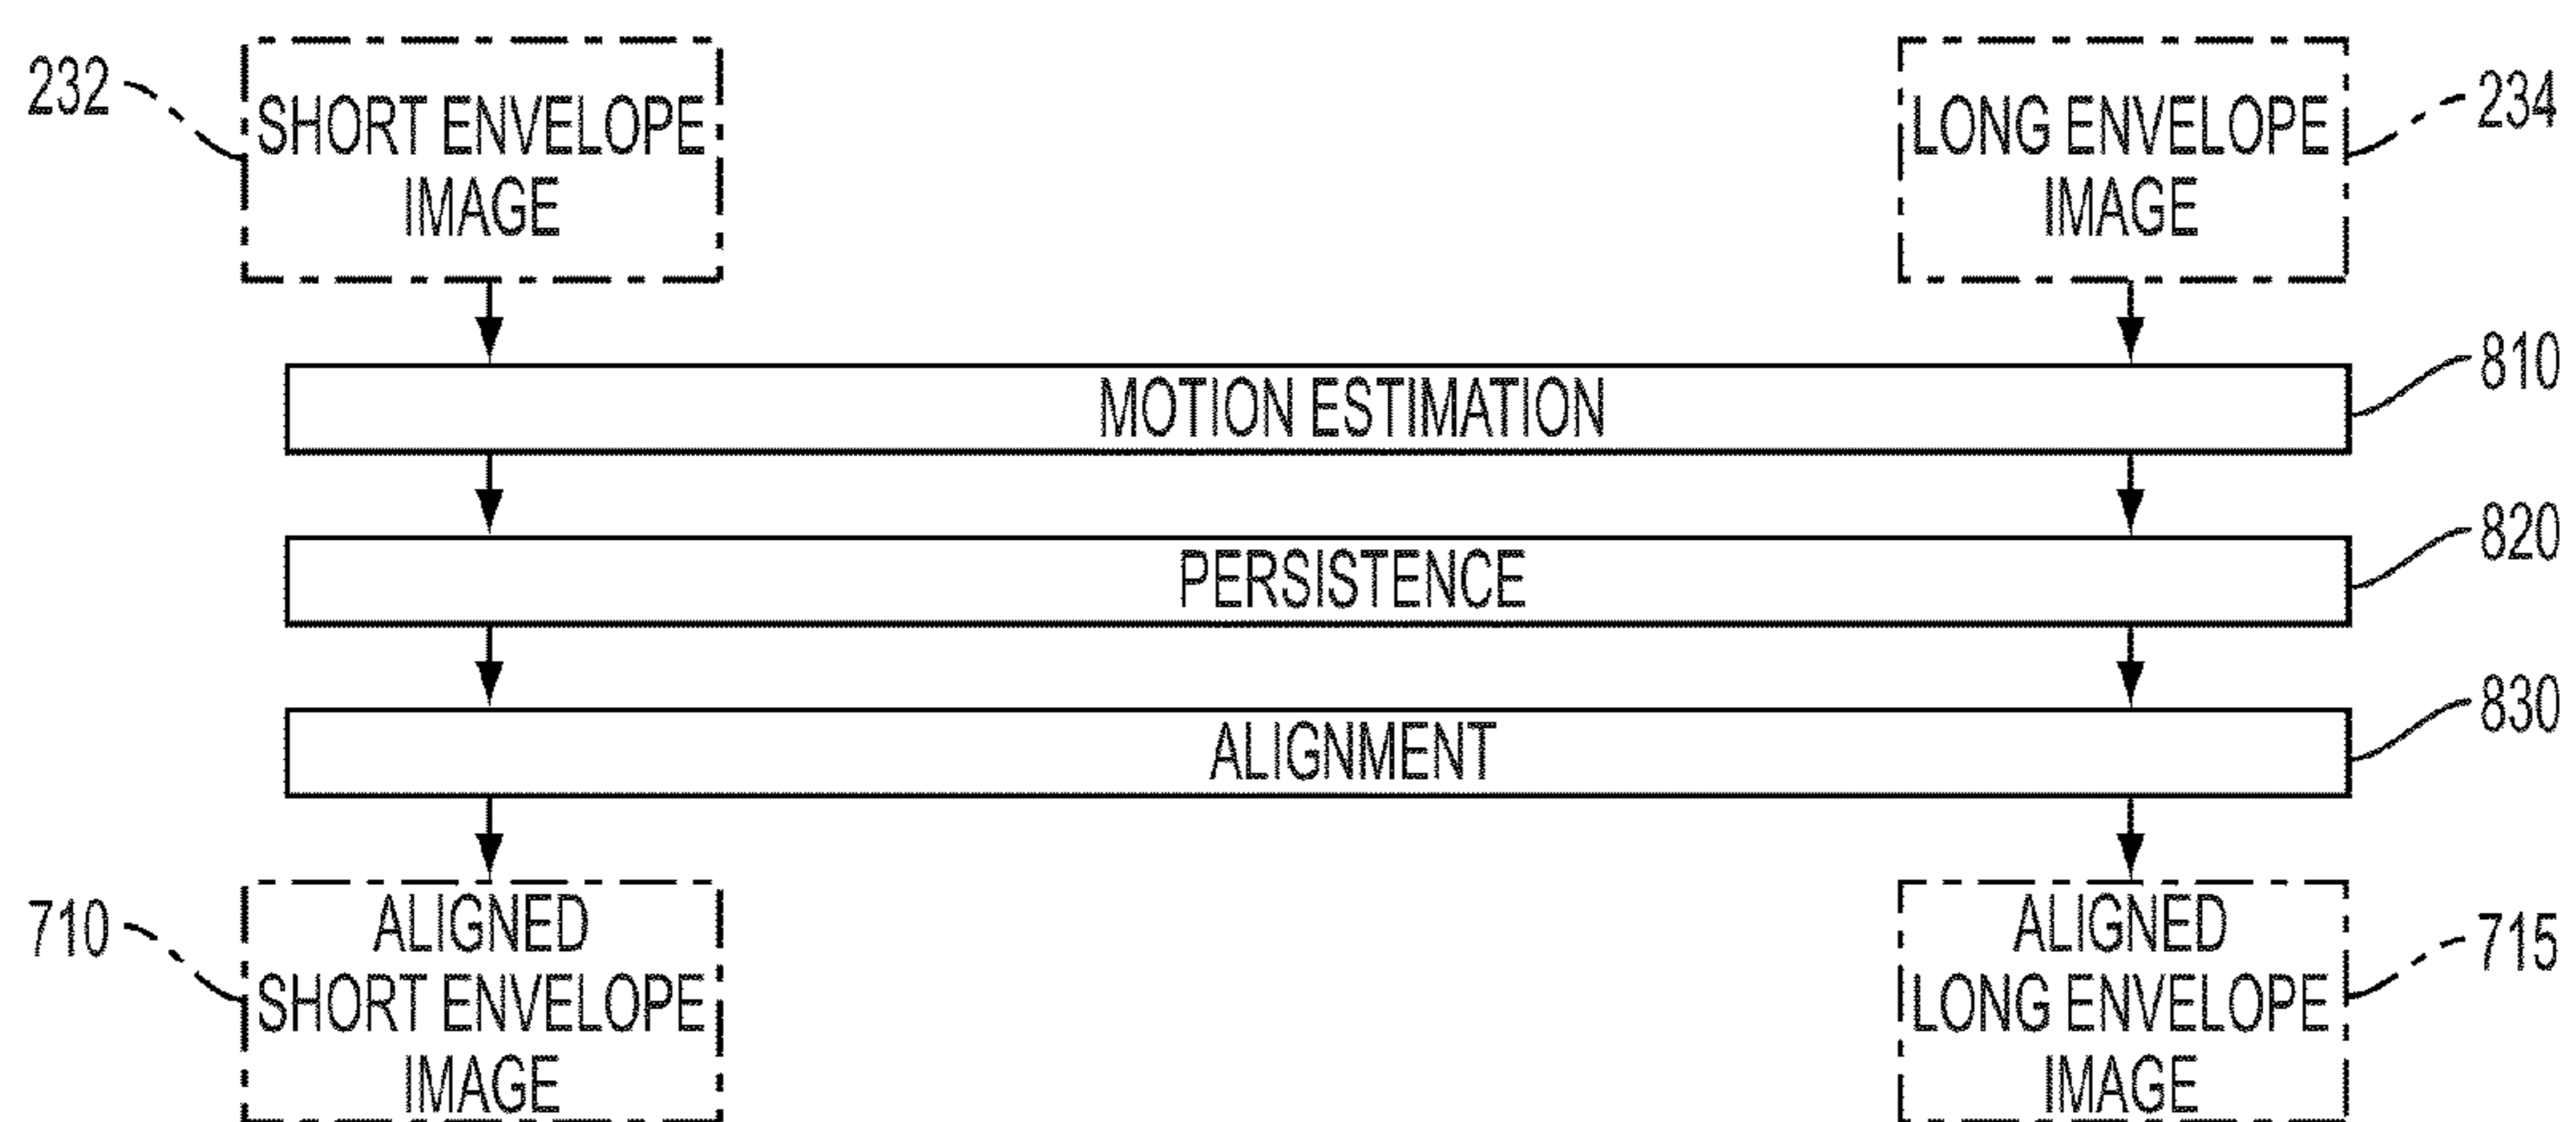 232
SHORT ENVELOPE
IMAGE
LONG ENVELOPE
IMAGE
234
MOTION ESTIMATION
810
PERSISTENCE
820
ALIGNMENT
830
710
ALIGNED
SHORT ENVELOPE
IMAGE
ALIGNED
LONG ENVELOPE
IMAGE
715